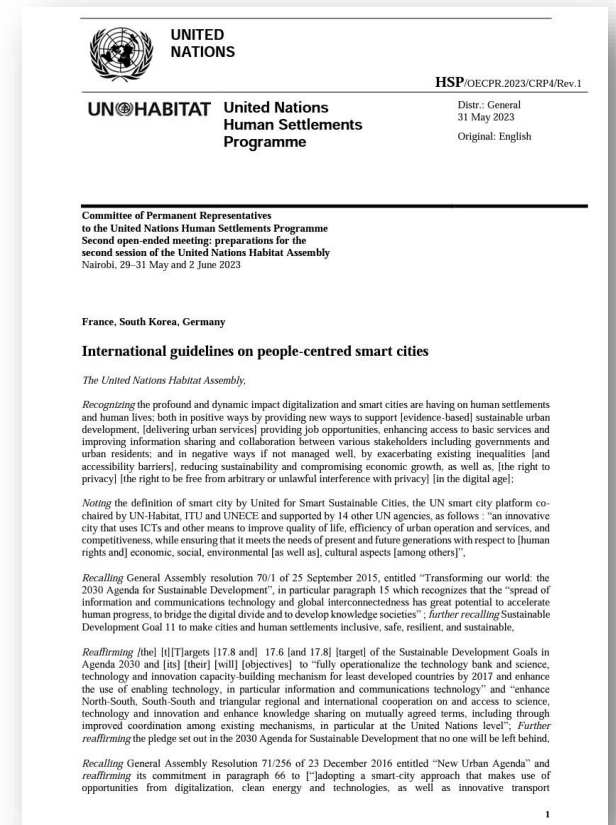 UNITED
NATIONS
HSP/OECPR.2023/CRP4/Rev.1
UN HABITAT United Nations
Human Settlements
Programme
Distr.: General
31 May 2023
Original: English
Committee of Permanent Representatives
to the United Nations Human Settlements Programme
Second open-ended meeting: preparations for the
second session of the United Nations Habitat Assembly
Nairobi, 29–31 May and 2 June 2023
France, South Korea, Germany
International guidelines on people-centred smart cities
The United Nations Habitat Assembly,
Recognizing the profound and dynamic impact digitalization and smart cities are having on human settlements
and human lives; both in positive ways by providing new ways to support [evidence-based] sustainable urban
development, [delivering urban services] providing job opportunities, enhancing access to basic services and
improving information sharing and collaboration between various stakeholders including governments and
urban residents; and in negative ways if not managed well, by exacerbating existing inequalities [and
accessibility barriers], reducing sustainability and compromising economic growth, as well as, [the right to
privacy] [the right to be free from arbitrary or unlawful interference with privacy] [in the digital age];
Noting the definition of smart city by United for Smart Sustainable Cities, the UN smart city platform co-
chaired by UN-Habitat, ITU and UNECE and supported by 14 other UN agencies, as follows : “an innovative
city that uses ICTs and other means to improve quality of life, efficiency of urban operation and services, and
competitiveness, while ensuring that it meets the needs of present and future generations with respect to [human
rights and] economic, social, environmental [as well as], cultural aspects [among others]”,
Recalling General Assembly resolution 70/1 of 25 September 2015, entitled “Transforming our world: the
2030 Agenda for Sustainable Development”, in particular paragraph 15 which recognizes that the “spread of
information and communications technology and global interconnectedness has great potential to accelerate
human progress, to bridge the digital divide and to develop knowledge societies” ; further recalling Sustainable
Development Goal 11 to make cities and human settlements inclusive, safe, resilient, and sustainable,
Reaffirming [the] [t][T]argets [17.8 and] 17.6 [and 17.8] [target] of the Sustainable Development Goals in
Agenda 2030 and [its] [their] [will] [objectives] to “fully operationalize the technology bank and science,
technology and innovation capacity-building mechanism for least developed countries by 2017 and enhance
the use of enabling technology, in particular information and communications technology” and “enhance
North-South, South-South and triangular regional and international cooperation on and access to science,
technology and innovation and enhance knowledge sharing on mutually agreed terms, including through
improved coordination among existing mechanisms, in particular at the United Nations level”; Further
reaffirming the pledge set out in the 2030 Agenda for Sustainable Development that no one will be left behind,
Recalling General Assembly Resolution 71/256 of 23 December 2016 entitled “New Urban Agenda” and
reaffirming its commitment in paragraph 66 to [“]adopting a smart-city approach that makes use of
opportunities from digitalization, clean energy and technologies, as well as innovative transport
1